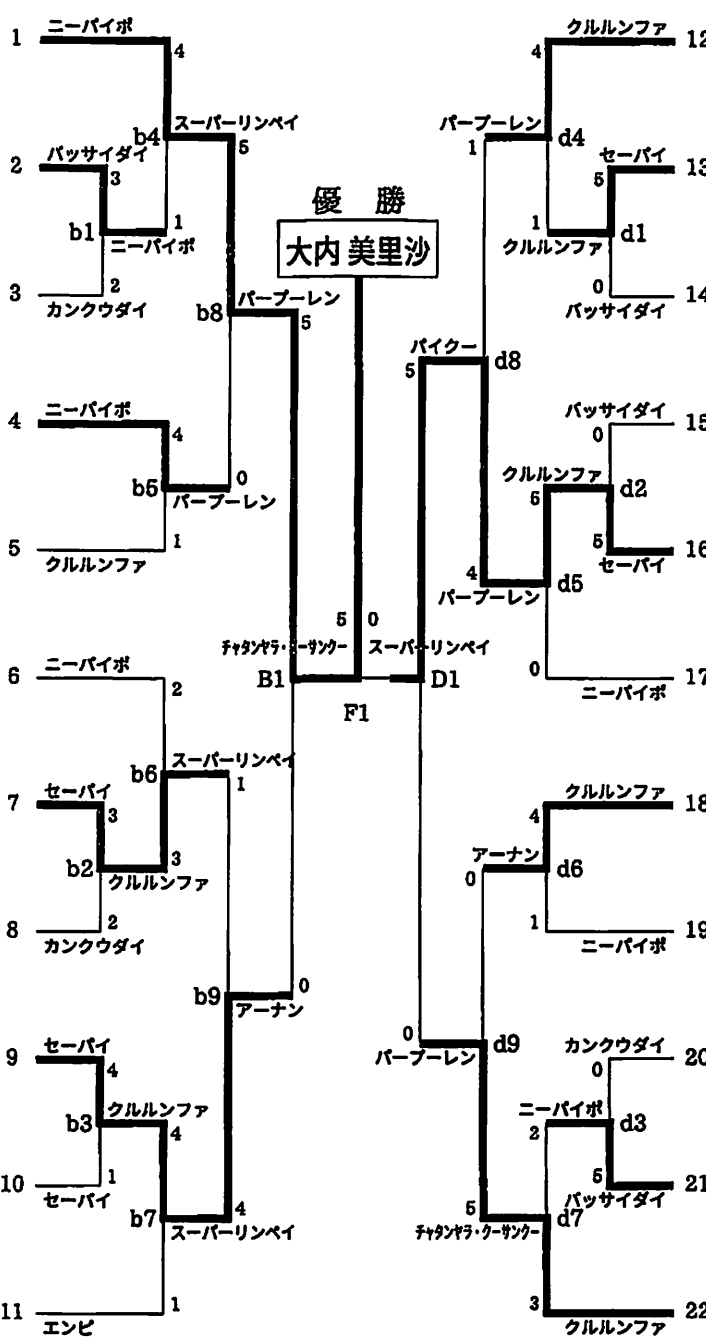 優 勝
大内 美里沙
1 ニーパイポ 4
b4 スーパーリンペイ 5
2 バッサイダイ 3
b1 ニーパイポ 1
3 カンクウダイ 2
b8 パープーレン 5
4 ニーパイポ 4
b5 パープーレン 0
5 クルルンファ 1
B1 チャタンヤラ・クーサンクー 5
F1
0 スーパーリンペイ D1
6 ニーパイポ 2
b6 スーパーリンペイ 1
7 セーパイ 3
b2 クルルンファ 3
8 カンクウダイ 2
b9 アーナン 0
9 セーパイ 4
b3 クルルンファ 4
10 セーパイ 1
b7 スーパーリンペイ 4
11 エンピ 1
4 クルルンファ 12
1 パープーレン d4
5 セーパイ 13
1 クルルンファ d1
0 バッサイダイ 14
5 パイクー d8
0 バッサイダイ 15
5 クルルンファ d2
5 セーパイ 16
4 パープーレン d5
0 ニーパイポ 17
4 クルルンファ 18
0 アーナン d6
1 ニーパイポ 19
0 パープーレン d9
0 カンクウダイ 20
2 ニーパイポ d3
5 バッサイダイ 21
5 チャタンヤラ・クーサンクー d7
3 クルルンファ 22